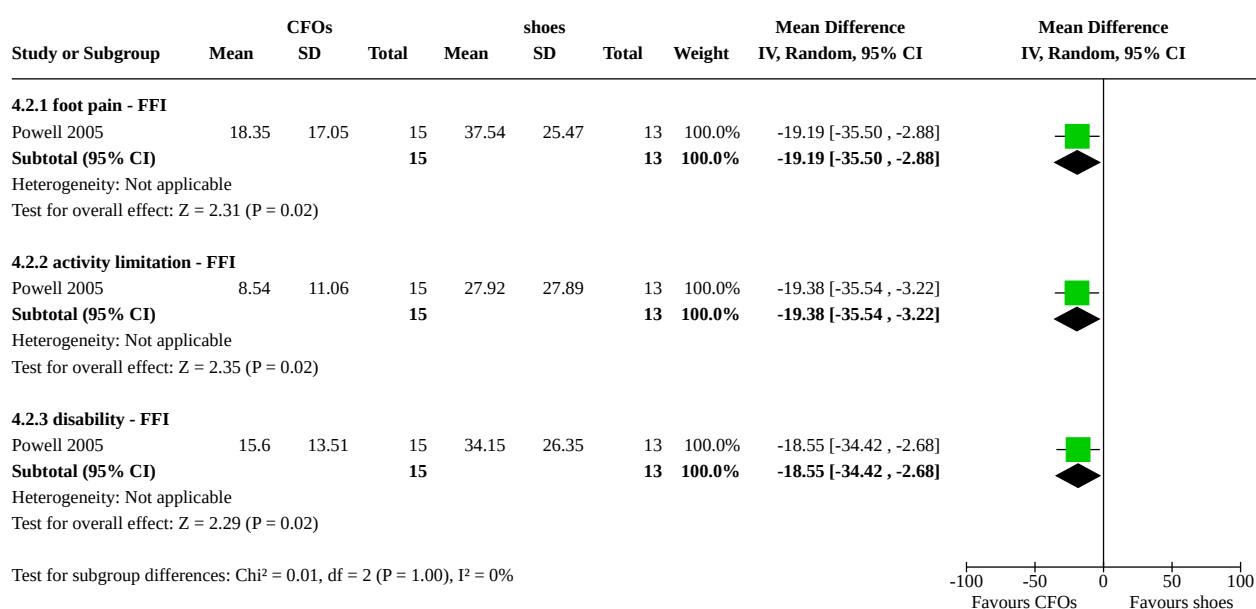 CFOs shoes Mean Difference Mean Difference
Study or Subgroup Mean SD Total Mean SD Total Weight IV, Random, 95% CI IV, Random, 95% CI
4.2.1 foot pain - FFI
Powell 2005 18.35 17.05 15 37.54 25.47 13 100.0% -19.19 [-35.50 , -2.88]
Subtotal (95% CI) 15 13 100.0% -19.19 [-35.50 , -2.88]
Heterogeneity: Not applicable
Test for overall effect: Z = 2.31 (P = 0.02)
4.2.2 activity limitation - FFI
Powell 2005 8.54 11.06 15 27.92 27.89 13 100.0% -19.38 [-35.54 , -3.22]
Subtotal (95% CI) 15 13 100.0% -19.38 [-35.54 , -3.22]
Heterogeneity: Not applicable
Test for overall effect: Z = 2.35 (P = 0.02)
4.2.3 disability - FFI
Powell 2005 15.6 13.51 15 34.15 26.35 13 100.0% -18.55 [-34.42 , -2.68]
Subtotal (95% CI) 15 13 100.0% -18.55 [-34.42 , -2.68]
Heterogeneity: Not applicable
Test for overall effect: Z = 2.29 (P = 0.02)
Test for subgroup differences: Chi² = 0.01, df = 2 (P = 1.00), I² = 0%
-100 -50 0 50 100
Favours CFOs Favours shoes